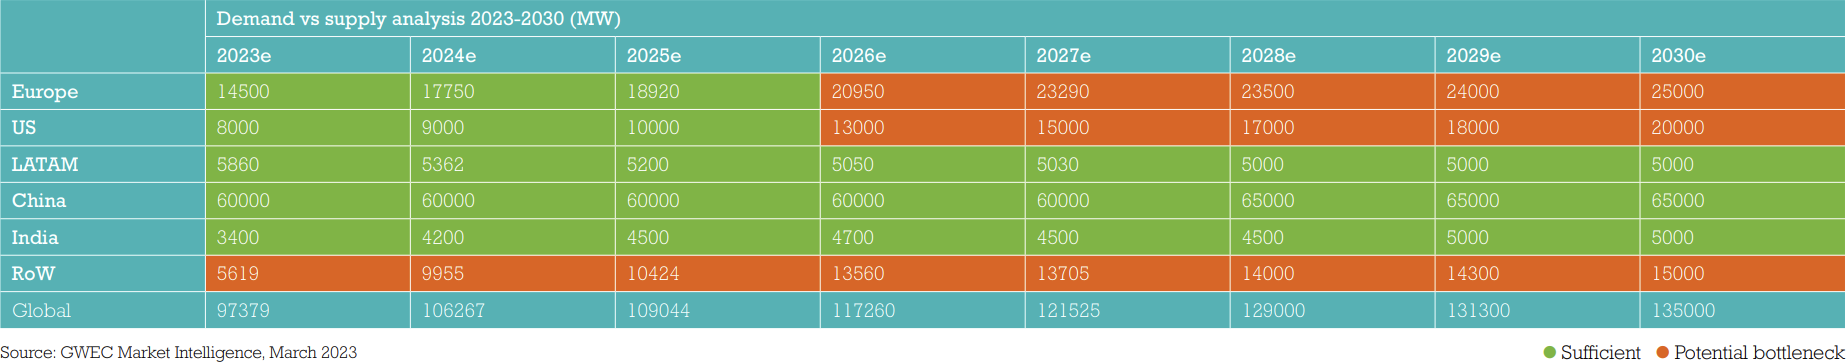 Demand vs supply analysis 2023-2030 (MW)
2023e 2024e 2025e 2026e 2027e 2028e 2029e 2030e
Europe 14500 17750 18920 20950 23290 23500 24000 25000
US 8000 9000 10000 13000 15000 17000 18000 20000
LATAM 5860 5362 5200 5050 5030 5000 5000 5000
China 60000 60000 60000 60000 60000 65000 65000 65000
India 3400 4200 4500 4700 4500 4500 5000 5000
RoW 5619 9955 10424 13560 13705 14000 14300 15000
Global 97379 106267 109044 117260 121525 129000 131300 135000
Source: GWEC Market Intelligence, March 2023 Sufficient Potential bottleneck